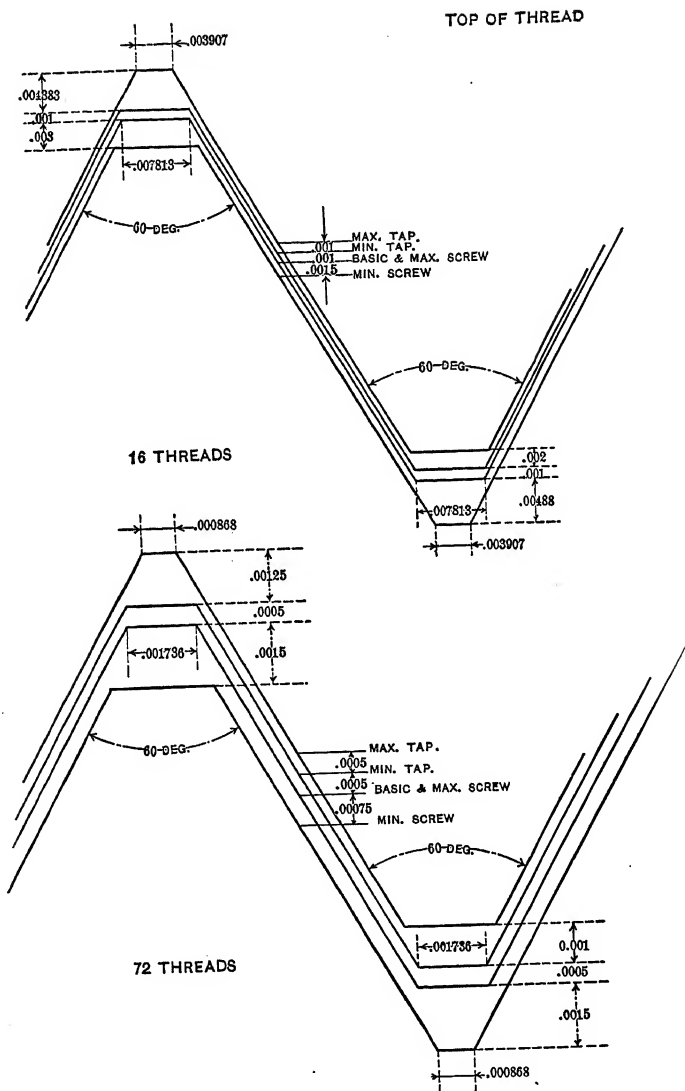 TOP OF THREAD
.003907
.004383
.001
.003
.007813
60 DEG.
MAX. TAP.
.001 MIN. TAP.
.001 BASIC & MAX. SCREW
.0015 MIN. SCREW
60 DEG.
16 THREADS
.002
.001
.007813
.00488
.003907
.000868
.00125
.0005
.001736
.0015
60 DEG.
MAX. TAP.
.0005 MIN. TAP.
.0005 BASIC & MAX. SCREW
.00075
MIN. SCREW
60 DEG.
.001736
0.001
72 THREADS
.0005
.0015
.000868